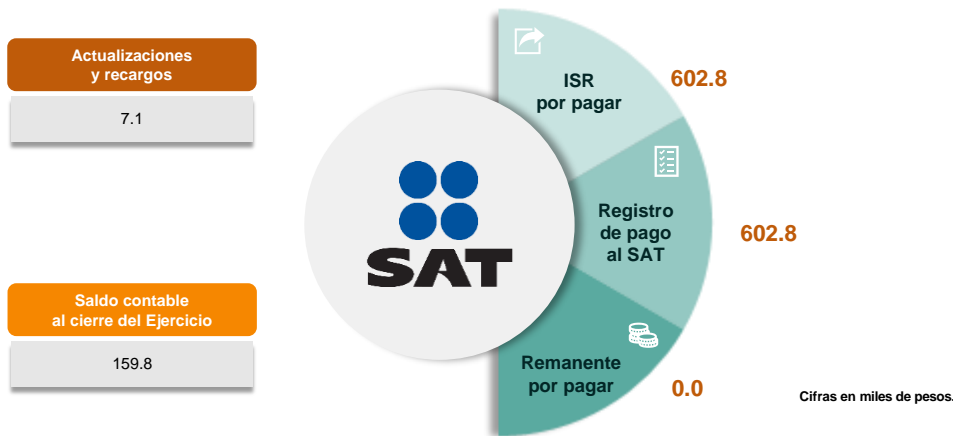 Actualizaciones
y recargos
7.1
Saldo contable
al cierre del Ejercicio
159.8
SAT
ISR
por pagar
602.8
Registro
de pago
al SAT
602.8
Remanente
por pagar
0.0
Cifras en miles de pesos.